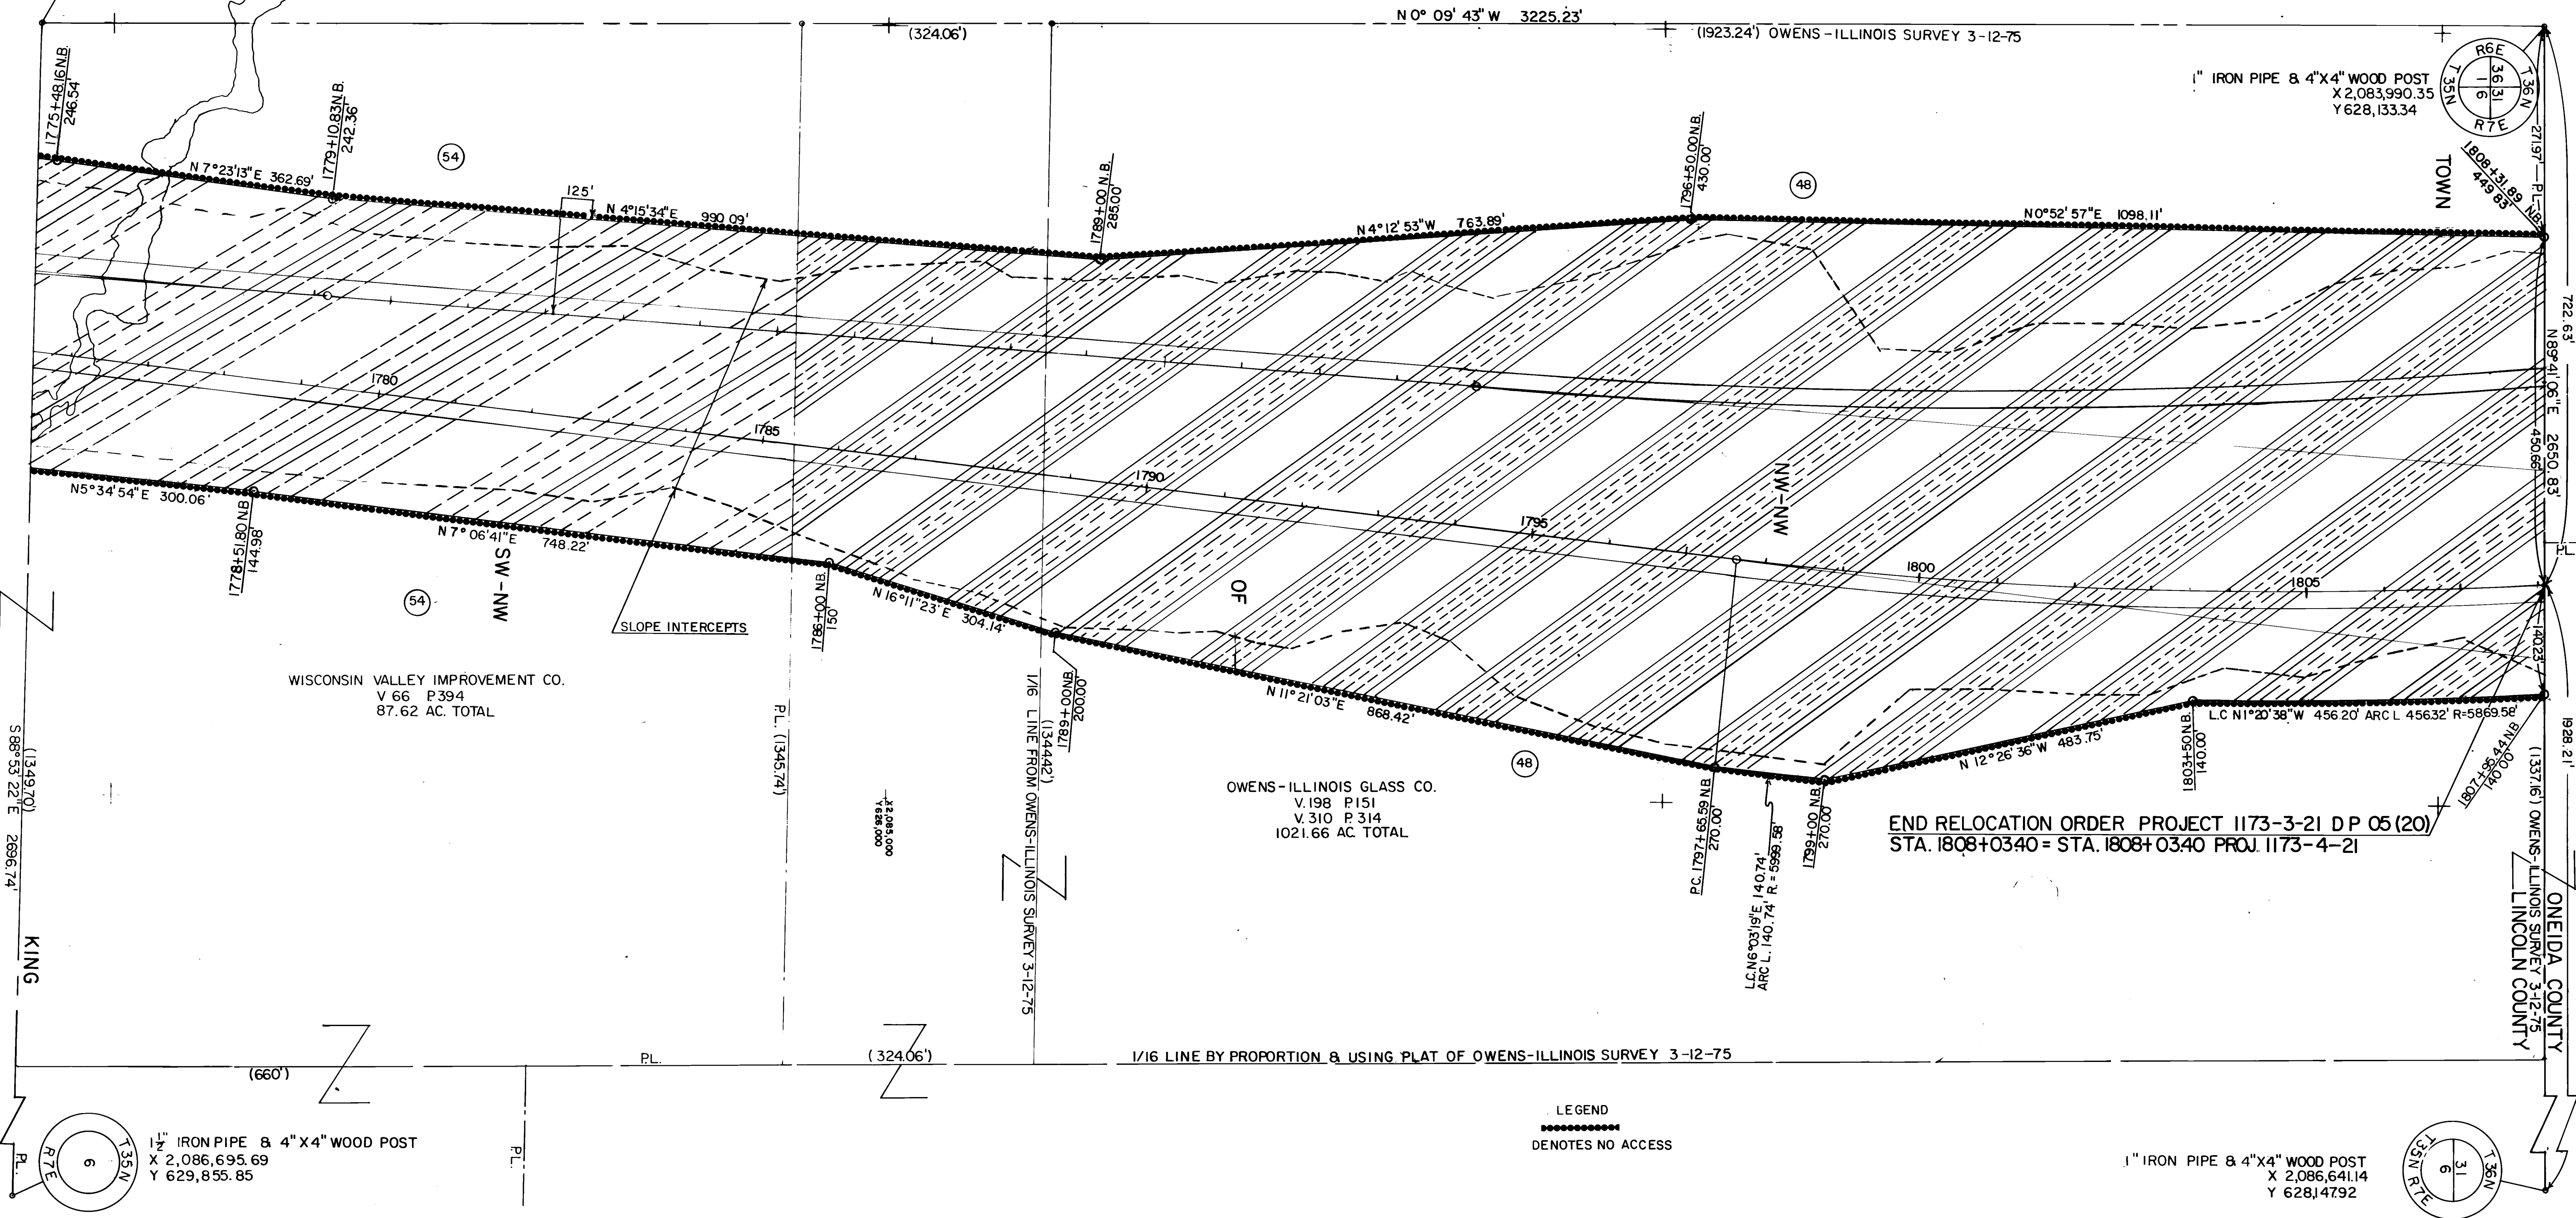 N 0° 09' 43" W 3225.23'
(324.06')
(1923.24') OWENS-ILLINOIS SURVEY 3-12-75
1" IRON PIPE & 4"X4" WOOD POST
X 2,083,990.35
Y 628,133.34
R6E
T 36N
36 31
1 6
T 35N
R7E
271.97'
P.L.
1808+31.89 N.B.
449.83'
TOWN
1775+48.16 N.B.
246.54'
N 7°23'13"E 362.69'
1779+10.83 N.B.
242.36'
54
125'
N 4°15'34"E 990.09'
1789+00 N.B.
285.00'
N 4°12'53"W 763.89'
1796+50.00 N.B.
430.00'
48
N 0°52'57"E 1098.11'
722.63'
N 89°41'06"E 2650.83'
450.66'
P.L.
1780
1785
1790
1795
1800
1805
NW-NW
N 5°34'54"E 300.06'
1778+51.80 N.B.
144.98'
N 7°06'41"E 748.22'
SW-NW
54
SLOPE INTERCEPTS
1786+00 N.B.
150'
N 16°11'23"E 304.14'
OF
1789+00 N.B.
200.00'
N 11°21'03"E 868.42'
48
P.C. 1797+65.59 N.B.
270.00'
L.C. N 6°03'19"E 140.74'
ARC L. 140.74' R.=5999.58'
1799+00 N.B.
270.00'
N 12°26'36"W 483.75'
1803+50 N.B.
140.00'
L.C N 1°20'38"W 456.20' ARC L 456.32' R=5869.58'
140.23'
1807+95.44 N.B.
140.00'
1928.21'
(1337.16') OWENS-ILLINOIS SURVEY 3-12-75
WISCONSIN VALLEY IMPROVEMENT CO.
V 66 P.394
87.62 AC. TOTAL
P.L. (1345.74')
1/16 LINE FROM OWENS-ILLINOIS SURVEY 3-12-75
(1344.42')
X 2,085,000
Y 626,000
OWENS-ILLINOIS GLASS CO.
V. 198 P.151
V. 310 P. 314
1021.66 AC. TOTAL
END RELOCATION ORDER PROJECT 1173-3-21 D P 05 (20)
STA. 1808+03.40 = STA. 1808+03.40 PROJ. 1173-4-21
ONEIDA COUNTY
LINCOLN COUNTY
(1349.70')
S 88°53'22"E 2696.74'
KING
(660')
P.L.
(324.06')
1/16 LINE BY PROPORTION & USING PLAT OF OWENS-ILLINOIS SURVEY 3-12-75
LEGEND
DENOTES NO ACCESS
P.L.
T 35N
6
R7E
1½" IRON PIPE & 4"X4" WOOD POST
X 2,086,695.69
Y 629,855.85
P.L.
1" IRON PIPE & 4"X4" WOOD POST
X 2,086,641.14
Y 628,147.92
T 36N
31
6
T 35N R7E